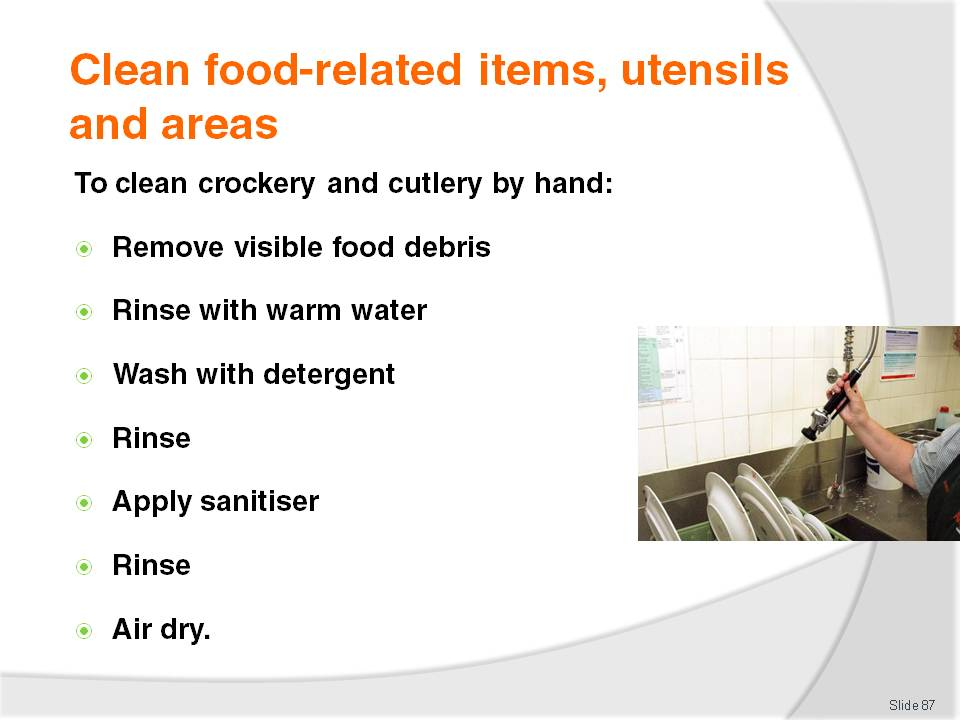 Clean food-related items, utensils
and areas
To clean crockery and cutlery by hand:
Remove visible food debris
Rinse with warm water
Wash with detergent
Rinse
Apply sanitiser
Rinse
Air dry.
Slide 87